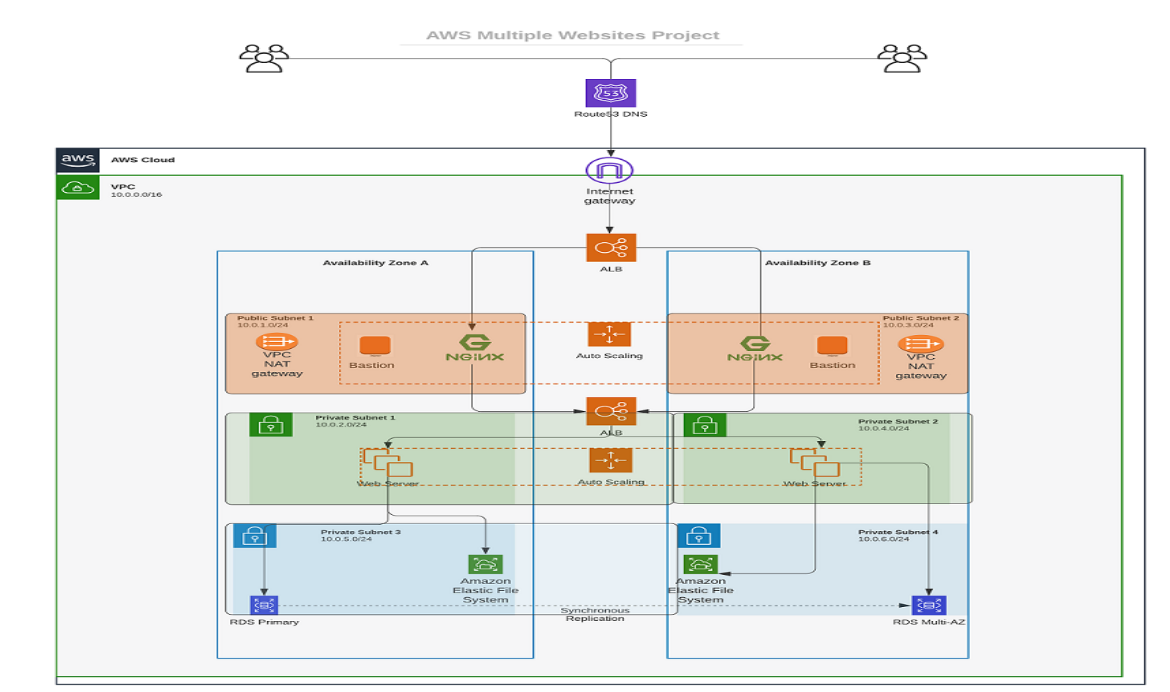 AWS Multiple Websites Project
53
Route53 DNS
aws
AWS Cloud
VPC
10.0.0.0/16
Internet
gateway
ALB
Availability Zone A
Availability Zone B
Public Subnet 1
10.0.1.0/24
VPC
NAT
gateway
Bastion
NGINX
Auto Scaling
NGINX
Bastion
Public Subnet 2
10.0.3.0/24
VPC
NAT
gateway
ALB
Private Subnet 1
10.0.2.0/24
Private Subnet 2
10.0.4.0/24
Web Server
Auto Scaling
Web Server
Private Subnet 3
10.0.5.0/24
Private Subnet 4
10.0.6.0/24
Amazon
Elastic File
System
Amazon
Elastic File
System
RDS Primary
Synchronous
Replication
RDS Multi-AZ